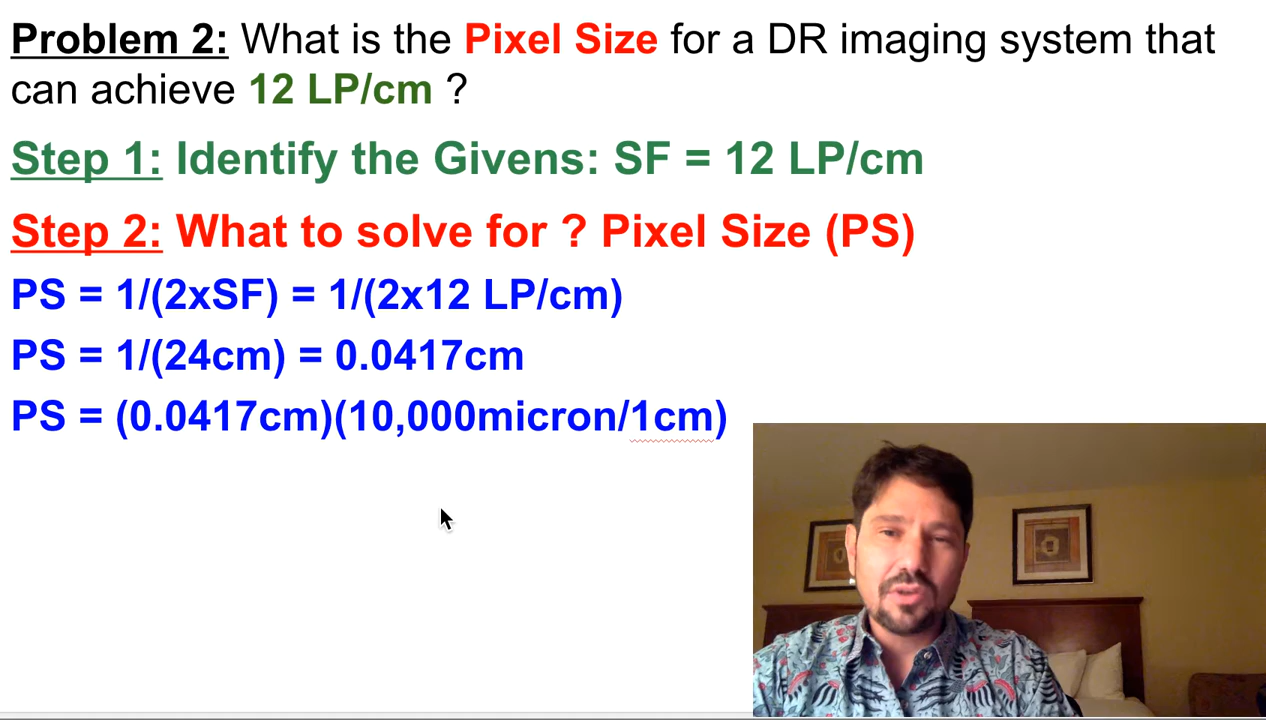 Problem 2: What is the Pixel Size for a DR imaging system that
can achieve 12 LP/cm ?
Step 1: Identify the Givens: SF = 12 LP/cm
Step 2: What to solve for ? Pixel Size (PS)
PS = 1/(2xSF) = 1/(2x12 LP/cm)
PS = 1/(24cm) = 0.0417cm
PS = (0.0417cm)(10,000micron/1cm)